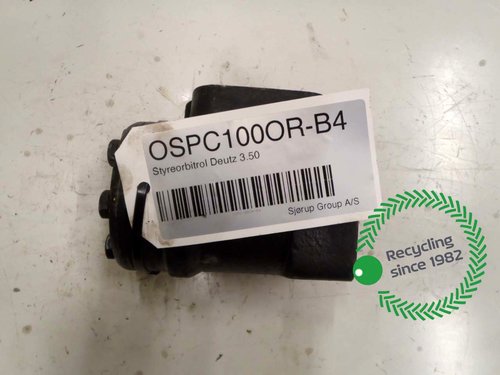 OSPC100OR-B4
Styreorbitrol Deutz 3.50
Sjørup Group A/S
Recycling
since 1982